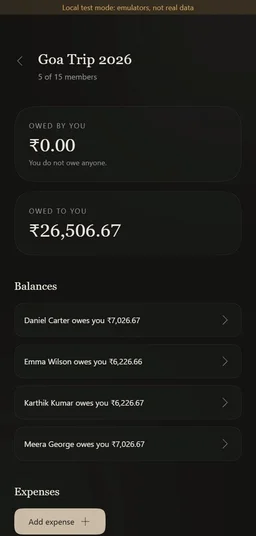 Local test mode: emulators, not real data
Goa Trip 2026
5 of 15 members
OWED BY YOU
₹0.00
You do not owe anyone.
OWED TO YOU
₹26,506.67
Balances
Daniel Carter owes you ₹7,026.67
Emma Wilson owes you ₹6,226.66
Karthik Kumar owes you ₹6,226.67
Meera George owes you ₹7,026.67
Expenses
Add expense +